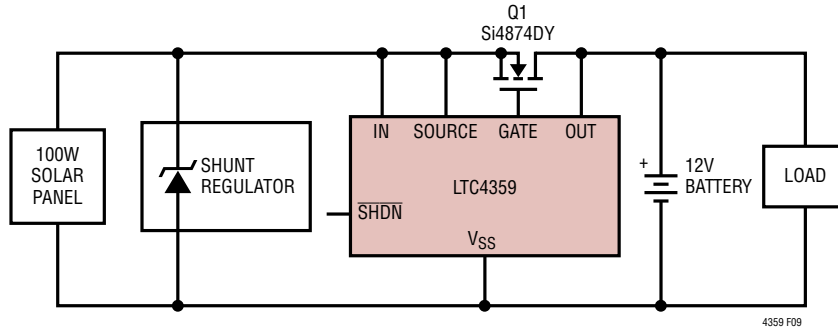 Q1
Si4874DY
IN
SOURCE
GATE
OUT
100W
SOLAR
PANEL
SHUNT
REGULATOR
LTC4359
SHDN
VSS
+
12V
BATTERY
LOAD
4359 F09